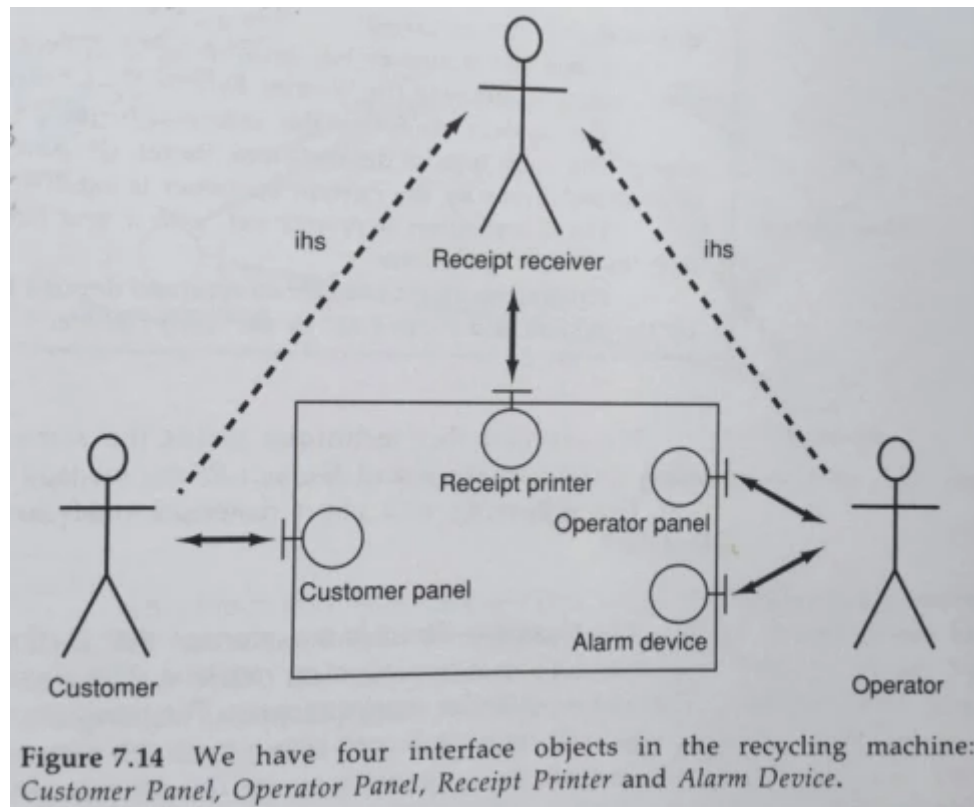 Receipt receiver
ihs
ihs
Receipt printer
Operator panel
Customer panel
Alarm device
Customer
Operator
Figure 7.14 We have four interface objects in the recycling machine:
Customer Panel, Operator Panel, Receipt Printer and Alarm Device.